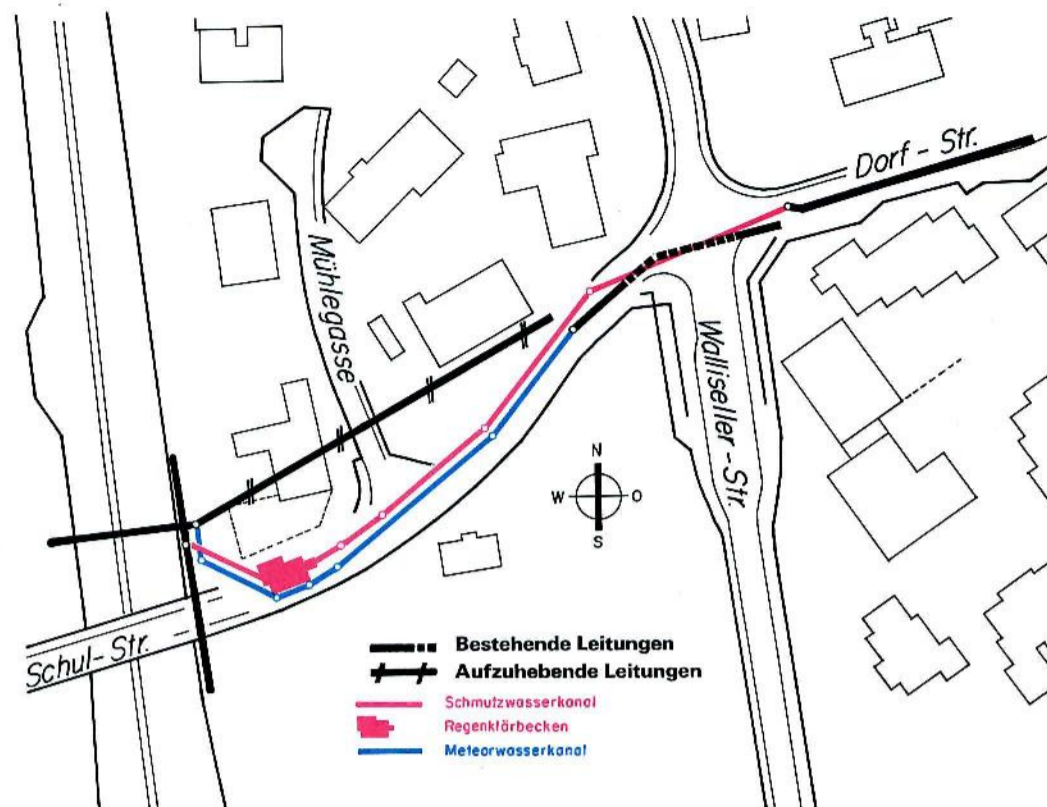 Dorf - Str.
Mühlegasse
Walliseller - Str.
N
W O
S
Schul - Str.
Bestehende Leitungen
Aufzuhebende Leitungen
Schmutzwasserkanal
Regenklärbecken
Meteorwasserkanal